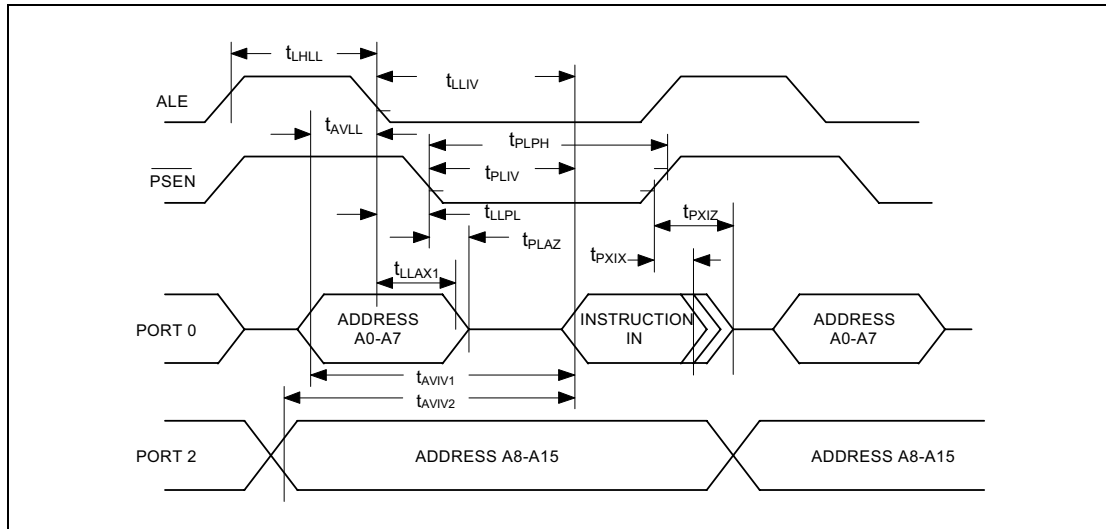 tLHLL
tLLIV
ALE
tAVLL
tPLPH
PSEN
tPLIV
tLLPL
tPXIZ
tPLAZ
tPXIX
tLLAX1
PORT 0
ADDRESS
A0-A7
INSTRUCTION
IN
ADDRESS
A0-A7
tAVIV1
tAVIV2
PORT 2
ADDRESS A8-A15
ADDRESS A8-A15